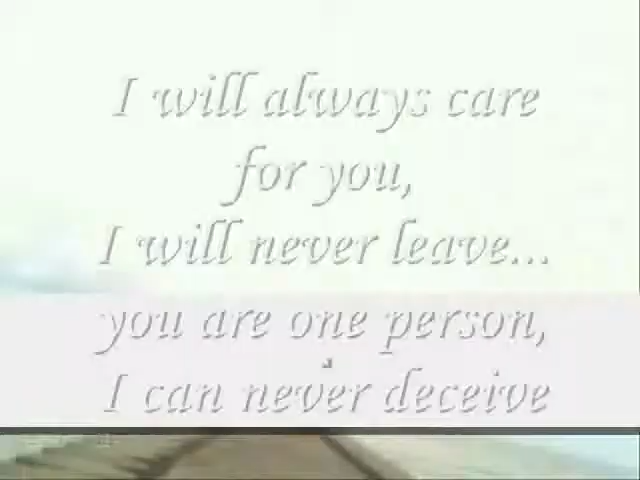 I will always care
for you,
I will never leave...
you are one person,
I can never deceive